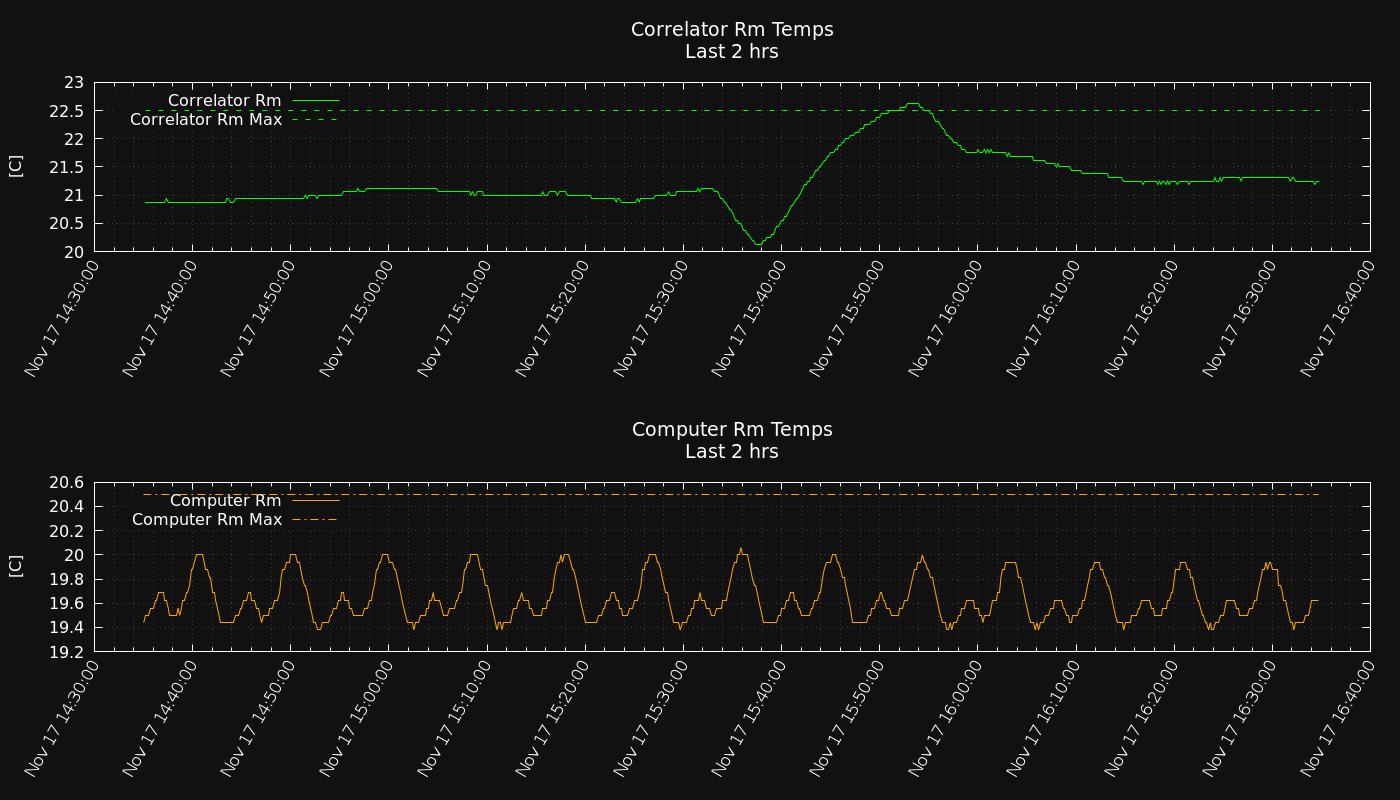 Correlator Rm Temps
Last 2 hrs
23
22.5
22
21.5
21
20.5
20
[C]
Correlator Rm
Correlator Rm Max
Nov 17 14:30:00
Nov 17 14:40:00
Nov 17 14:50:00
Nov 17 15:00:00
Nov 17 15:10:00
Nov 17 15:20:00
Nov 17 15:30:00
Nov 17 15:40:00
Nov 17 15:50:00
Nov 17 16:00:00
Nov 17 16:10:00
Nov 17 16:20:00
Nov 17 16:30:00
Nov 17 16:40:00
Computer Rm Temps
Last 2 hrs
20.6
20.4
20.2
20
19.8
19.6
19.4
19.2
[C]
Computer Rm
Computer Rm Max
Nov 17 14:30:00
Nov 17 14:40:00
Nov 17 14:50:00
Nov 17 15:00:00
Nov 17 15:10:00
Nov 17 15:20:00
Nov 17 15:30:00
Nov 17 15:40:00
Nov 17 15:50:00
Nov 17 16:00:00
Nov 17 16:10:00
Nov 17 16:20:00
Nov 17 16:30:00
Nov 17 16:40:00